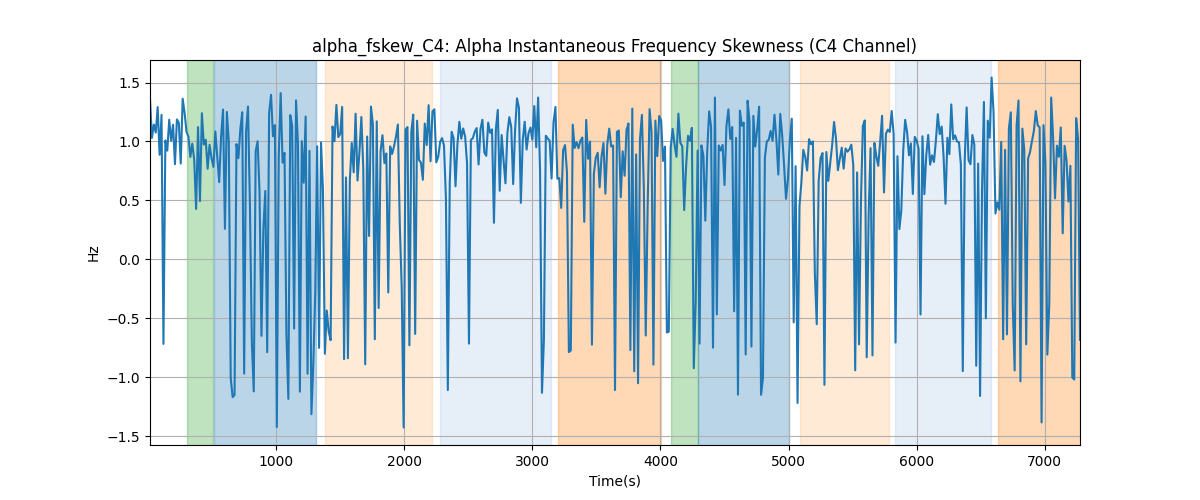 alpha_fskew_C4: Alpha Instantaneous Frequency Skewness (C4 Channel)
1.5
1.0
0.5
0.0
−0.5
−1.0
−1.5
Hz
1000 2000 3000 4000 5000 6000 7000
Time(s)